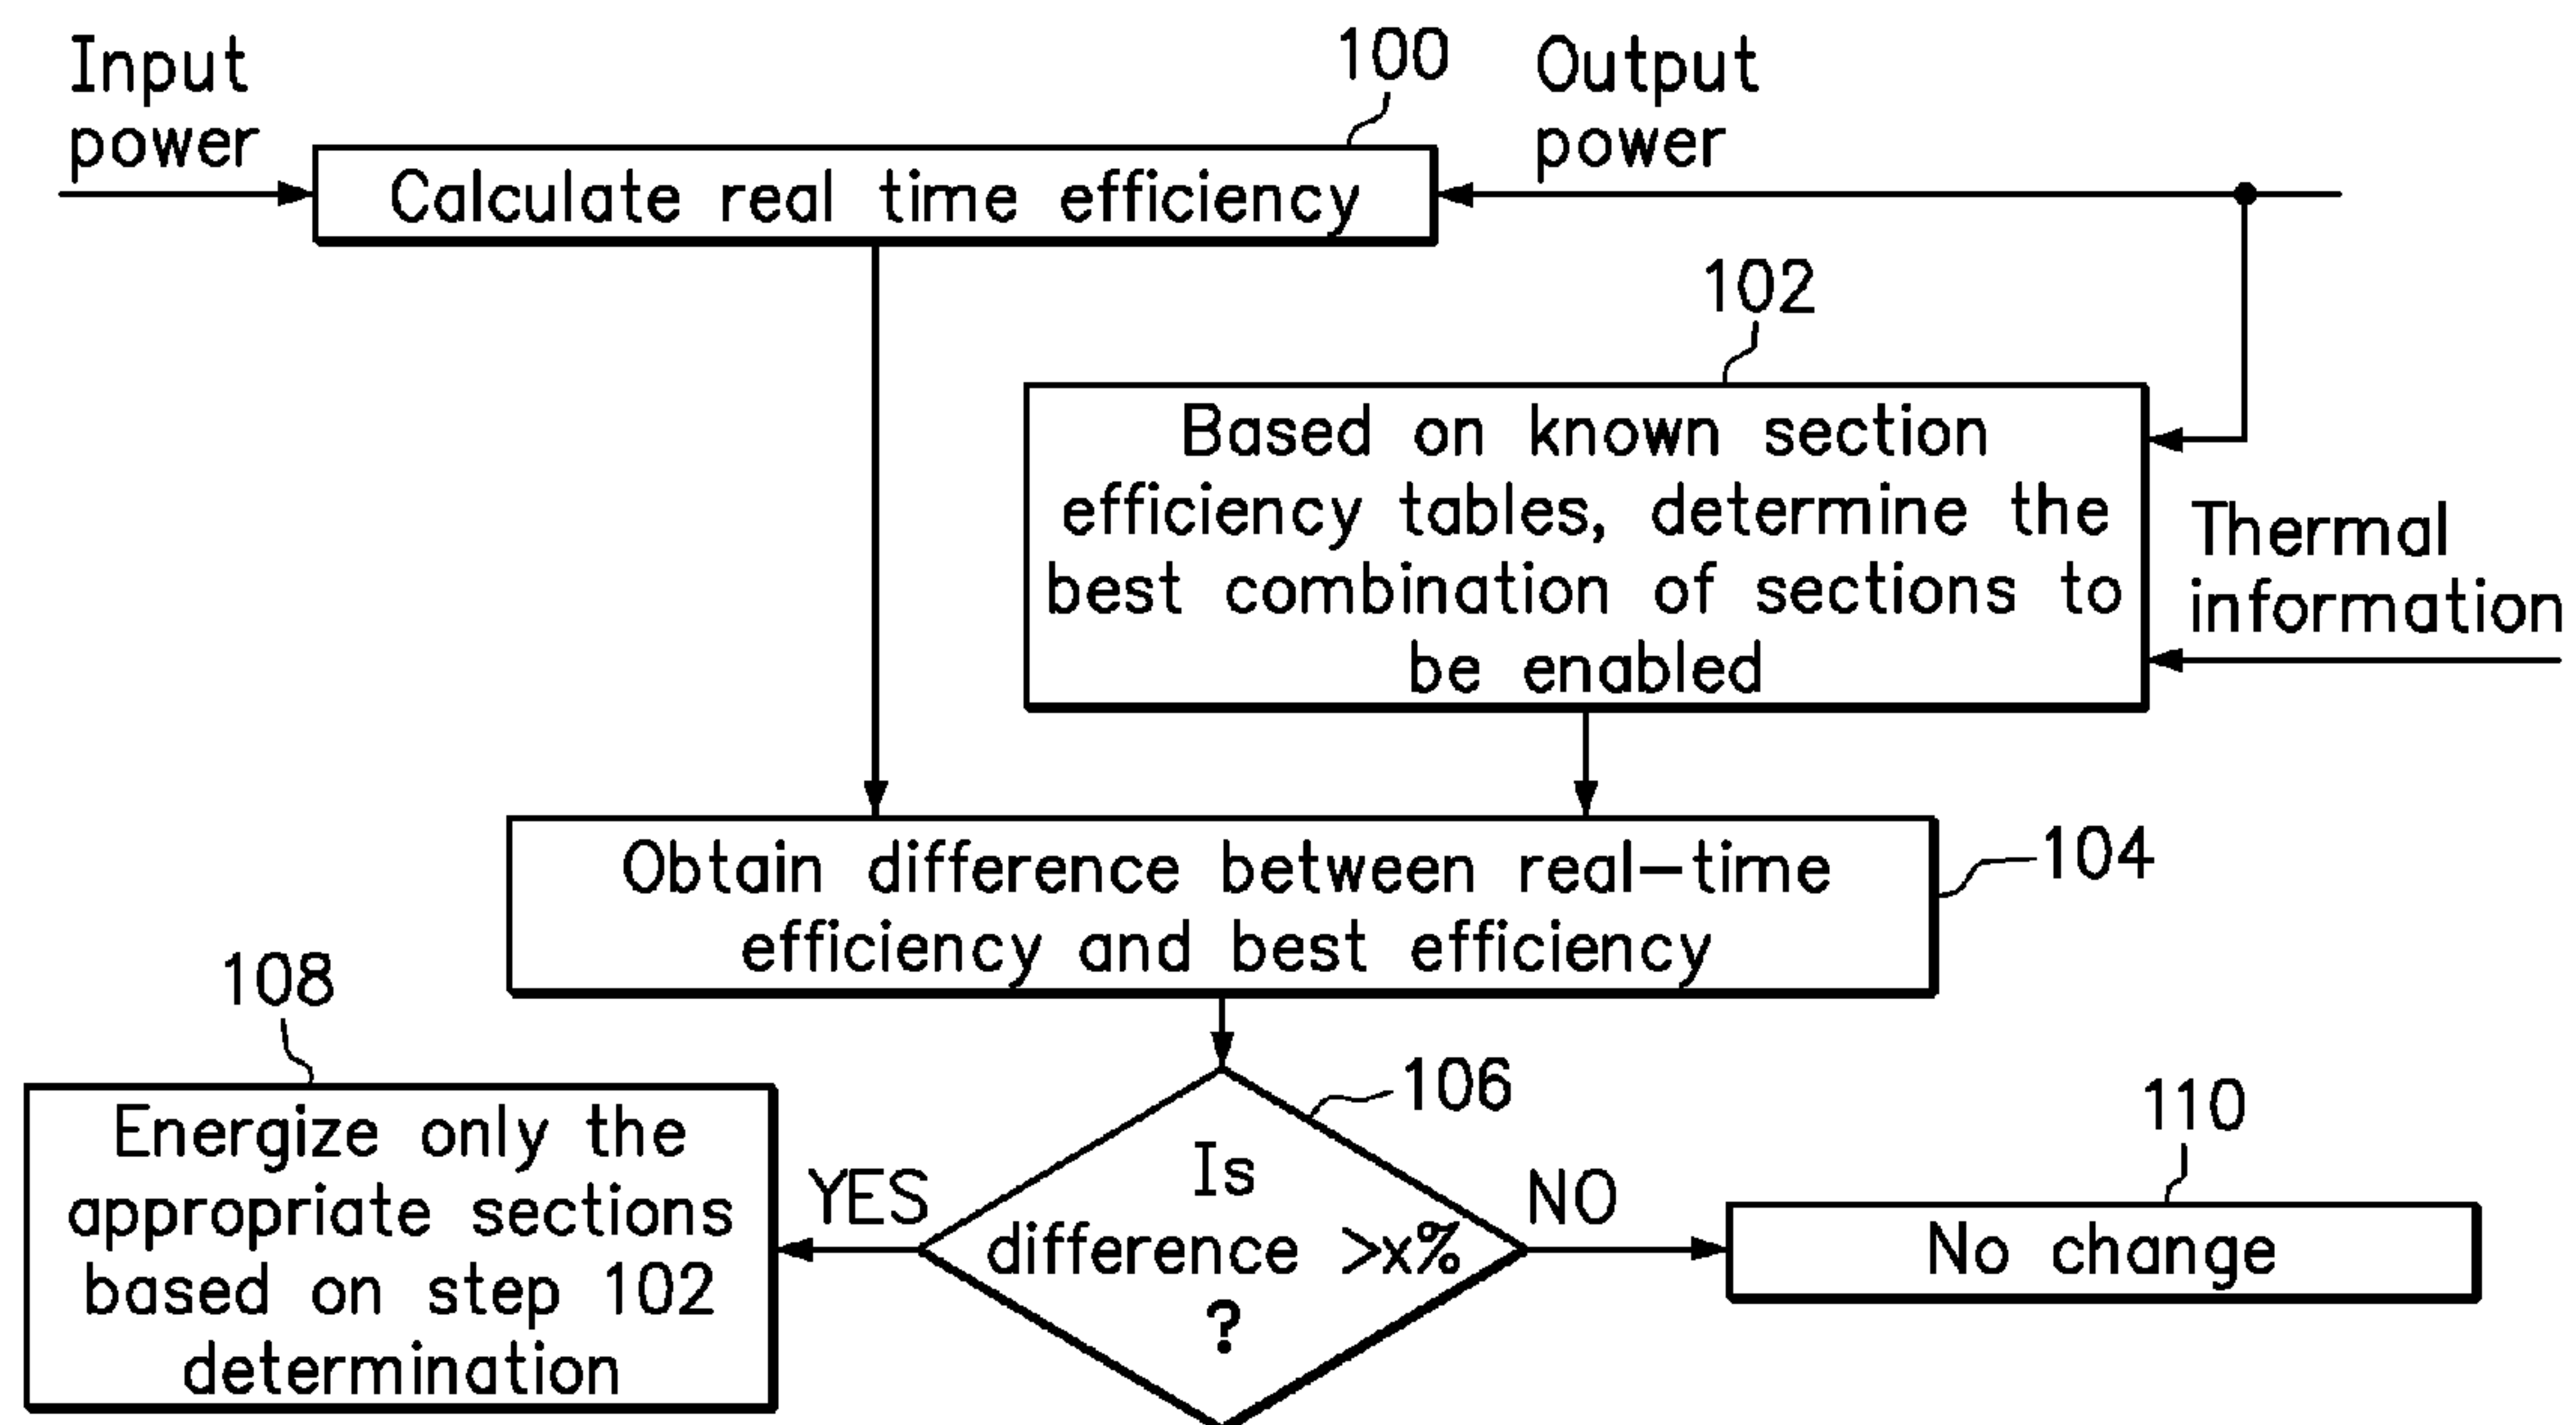 Input
power
100
Output
power
Calculate real time efficiency
102
Based on known section
efficiency tables, determine the
best combination of sections to
be enabled
Thermal
information
Obtain difference between real-time
efficiency and best efficiency
104
108
Energize only the
appropriate sections
based on step 102
determination
YES
106
Is
difference >x%
?
NO
110
No change